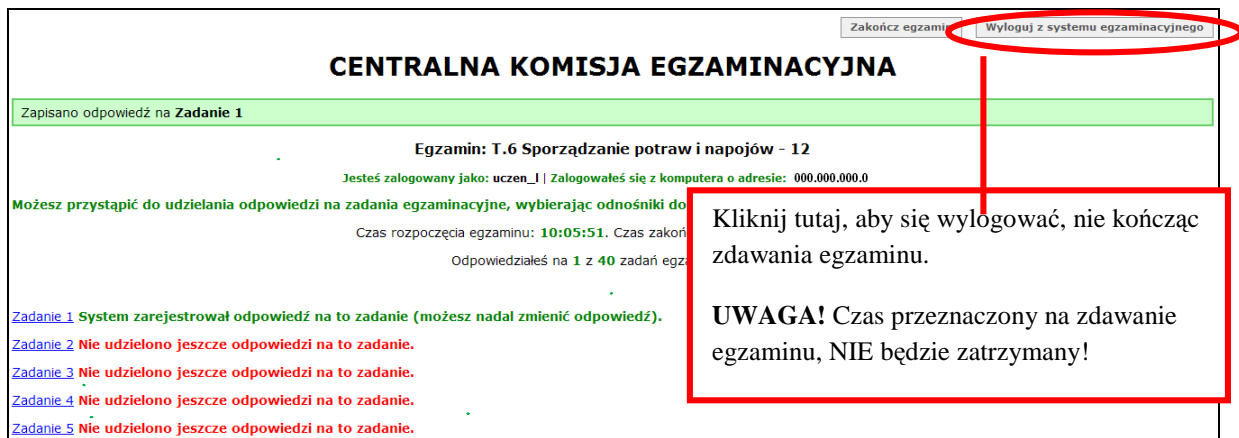 Zakończ egzamin
Wyloguj z systemu egzaminacyjnego
CENTRALNA KOMISJA EGZAMINACYJNA
Zapisano odpowiedź na Zadanie 1
Egzamin: T.6 Sporządzanie potraw i napojów - 12
Jesteś zalogowany jako: uczen_l | Zalogowałeś się z komputera o adresie: 000.000.000.0
Możesz przystąpić do udzielania odpowiedzi na zadania egzaminacyjne, wybierając odnośniki do
Czas rozpoczęcia egzaminu: 10:05:51. Czas
Odpowiedziałeś na 1 z 40 zadań
Kliknij tutaj, aby się wylogować, nie kończąc
zdawania egzaminu.
UWAGA! Czas przeznaczony na zdawanie
egzaminu, NIE będzie zatrzymany!
Zadanie 1 System zarejestrował odpowiedź na to zadanie (możesz nadal zmienić odpowiedź).
Zadanie 2 Nie udzielono jeszcze odpowiedzi na to zadanie.
Zadanie 3 Nie udzielono jeszcze odpowiedzi na to zadanie.
Zadanie 4 Nie udzielono jeszcze odpowiedzi na to zadanie.
Zadanie 5 Nie udzielono jeszcze odpowiedzi na to zadanie.